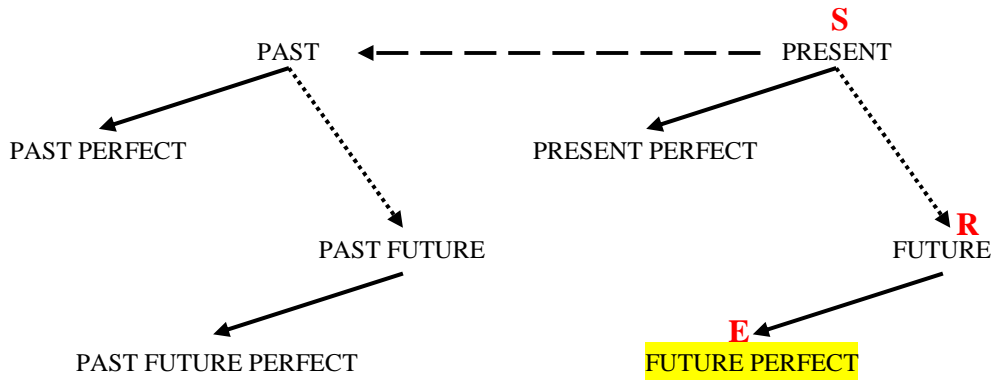 S
PAST PRESENT
PAST PERFECT PRESENT PERFECT
R
PAST FUTURE FUTURE
E
PAST FUTURE PERFECT FUTURE PERFECT